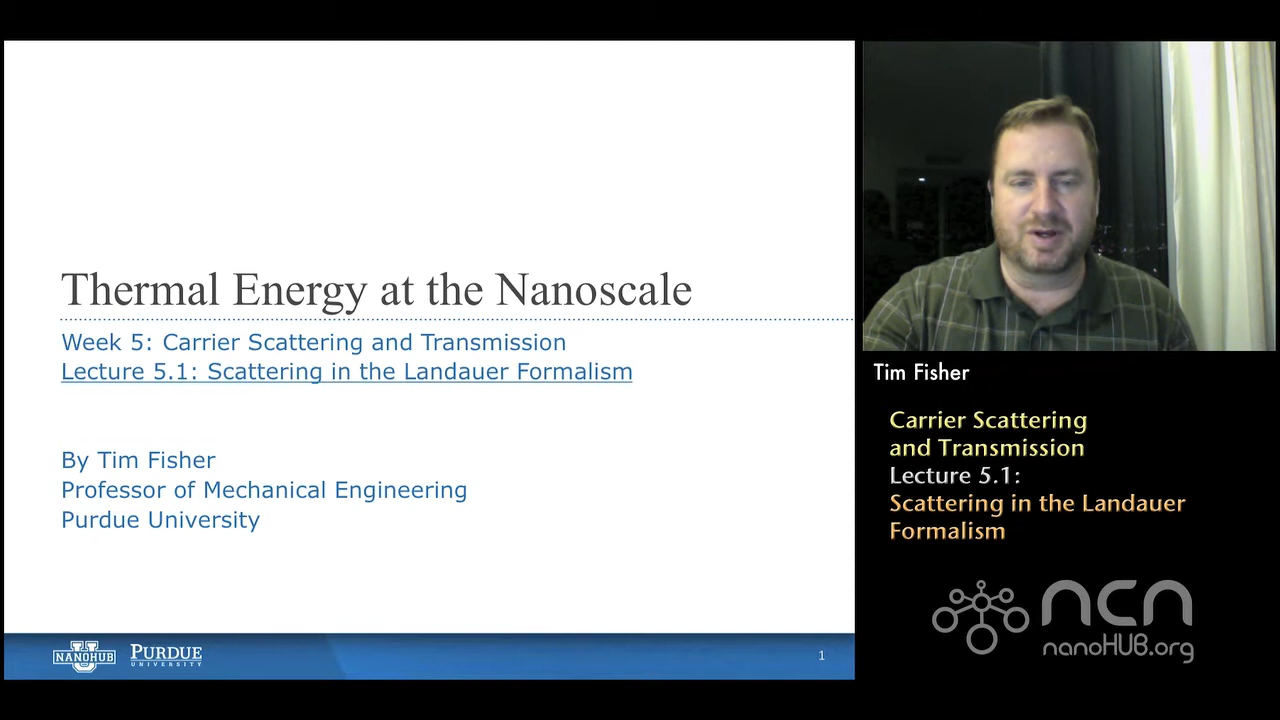 Thermal Energy at the Nanoscale
Week 5: Carrier Scattering and Transmission
Lecture 5.1: Scattering in the Landauer Formalism
By Tim Fisher
Professor of Mechanical Engineering
Purdue University
U
NANOHUB
PURDUE
UNIVERSITY
1
Tim Fisher
Carrier Scattering
and Transmission
Lecture 5.1:
Scattering in the Landauer
Formalism
ncn
nanoHUB.org